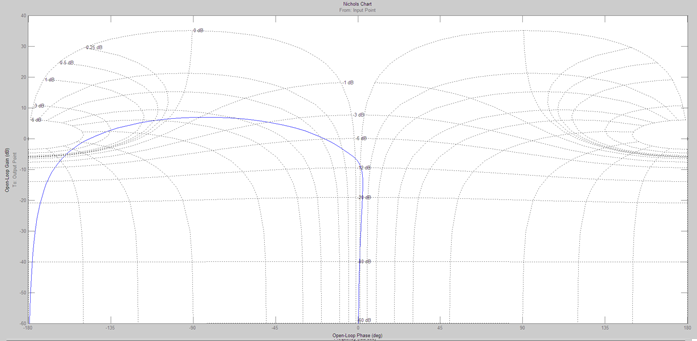 Nichols Chart
From: Input Point
40
0 dB
30
0.25 dB
0.5 dB
20
1 dB
-1 dB
10
3 dB
6 dB
-3 dB
0
-6 dB
-10
-12 dB
-20
-20 dB
-30
-40
-40 dB
-50
-60
-60 dB
-180
-135
-90
-45
0
45
90
135
180
Open-Loop Gain (dB)
To: Output Point
Open-Loop Phase (deg)